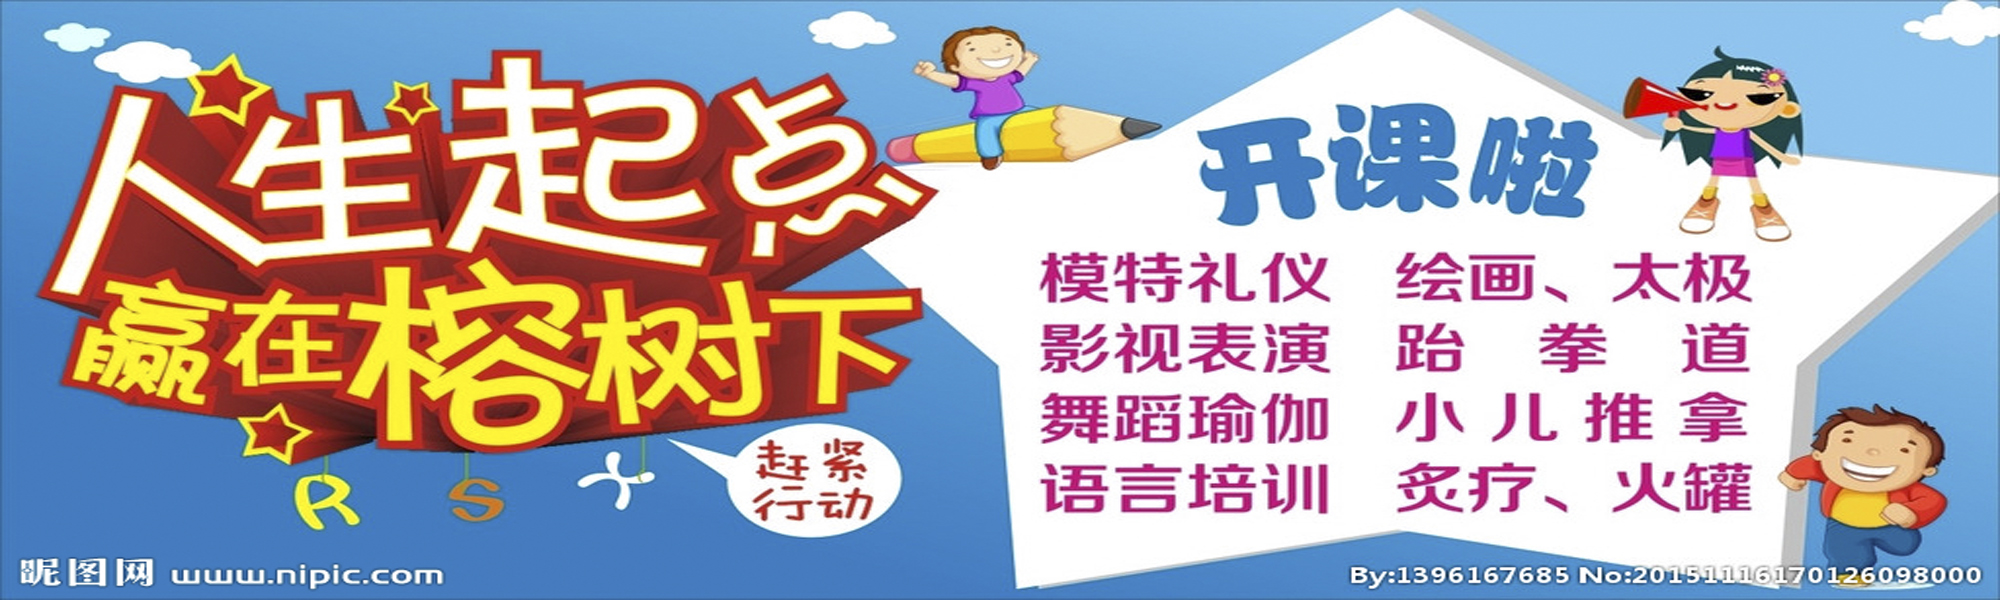 人生起点
赢在榕树下
R S X
赶紧
行动
开课啦
模特礼仪 绘画、太极
影视表演 跆拳道
舞蹈瑜伽 小儿推拿
语言培训 炙疗、火罐
昵图网 www.nipic.com
By:1396167685 No:20151116170126098000